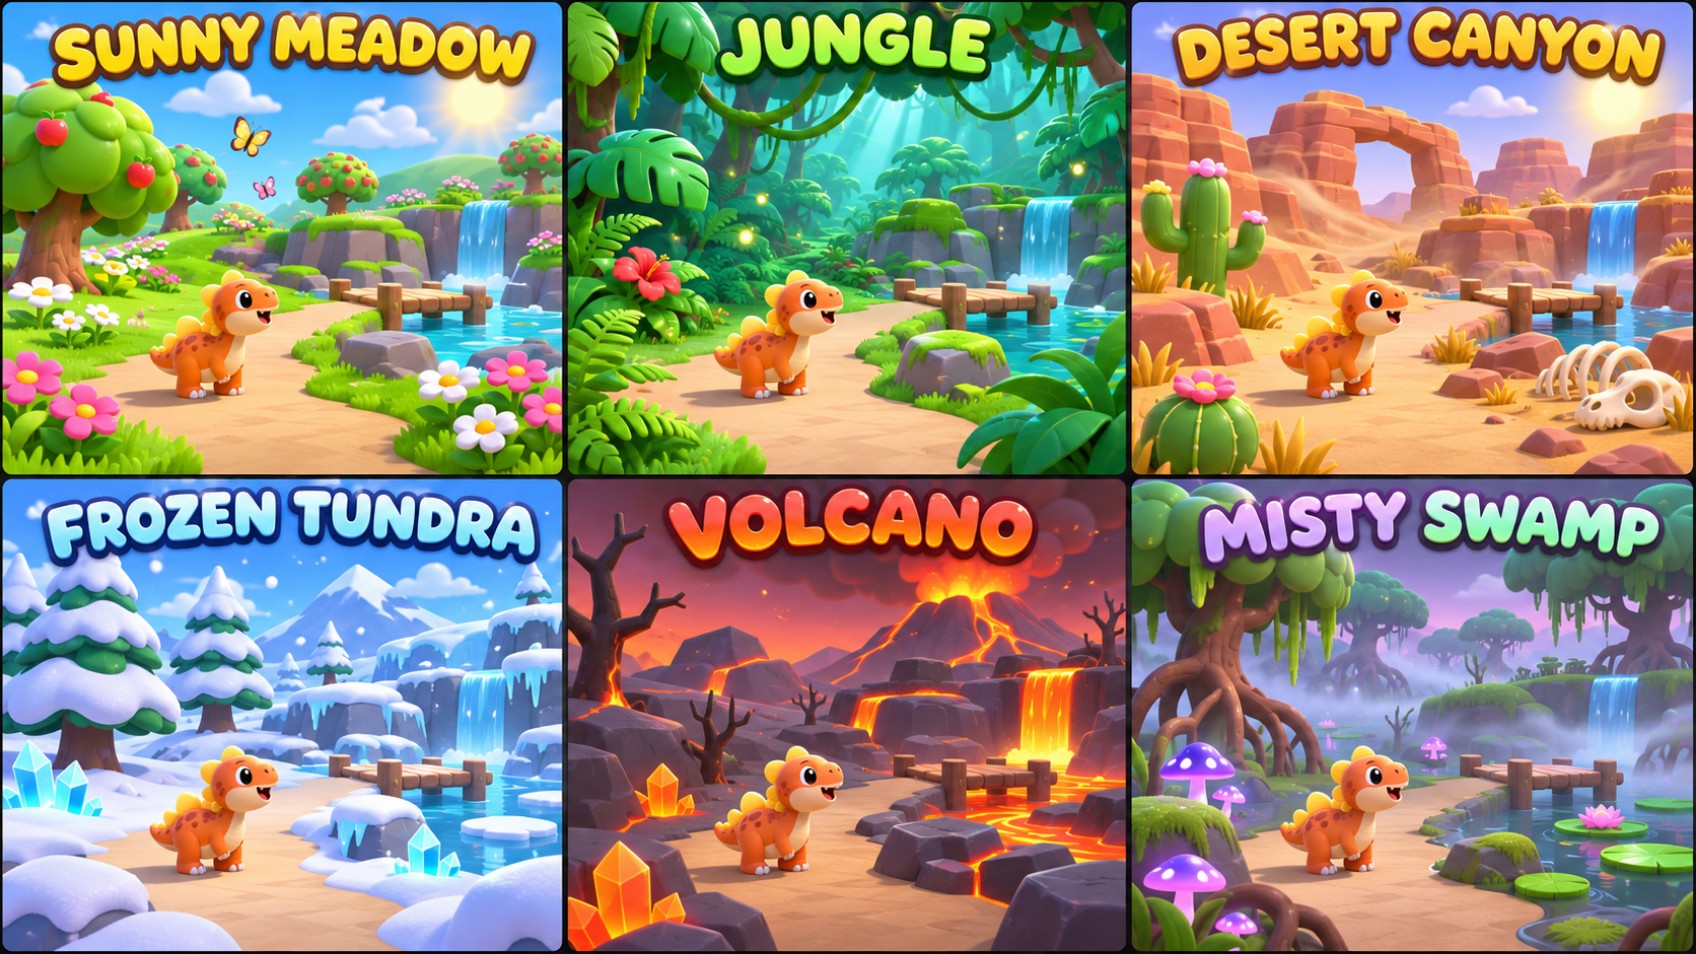 SUNNY MEADOW
JUNGLE
DESERT CANYON
FROZEN TUNDRA
VOLCANO
MISTY SWAMP